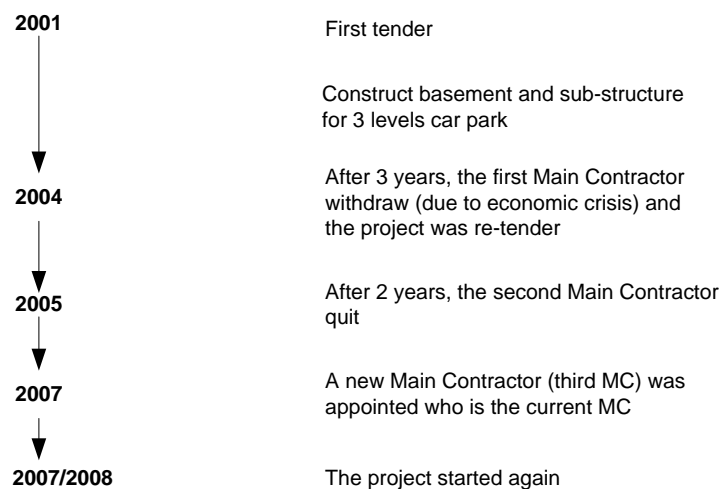 2001
First tender
Construct basement and sub-structure
for 3 levels car park
2004
After 3 years, the first Main Contractor
withdraw (due to economic crisis) and
the project was re-tender
2005
After 2 years, the second Main Contractor
quit
2007
A new Main Contractor (third MC) was
appointed who is the current MC
2007/2008
The project started again